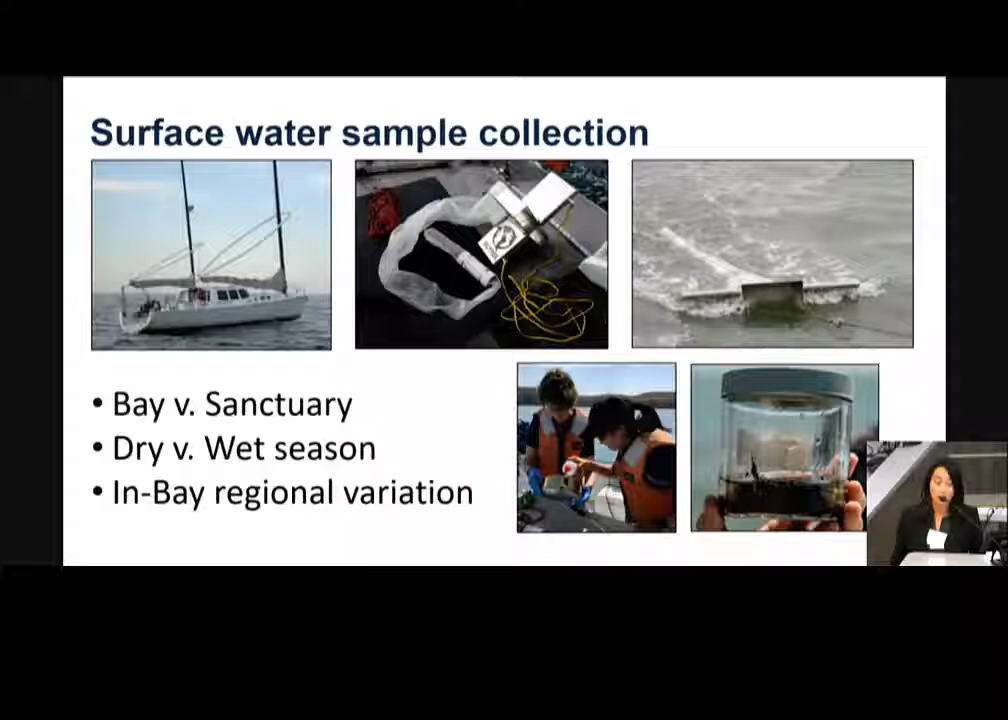 Surface water sample collection
• Bay v. Sanctuary
• Dry v. Wet season
• In-Bay regional variation